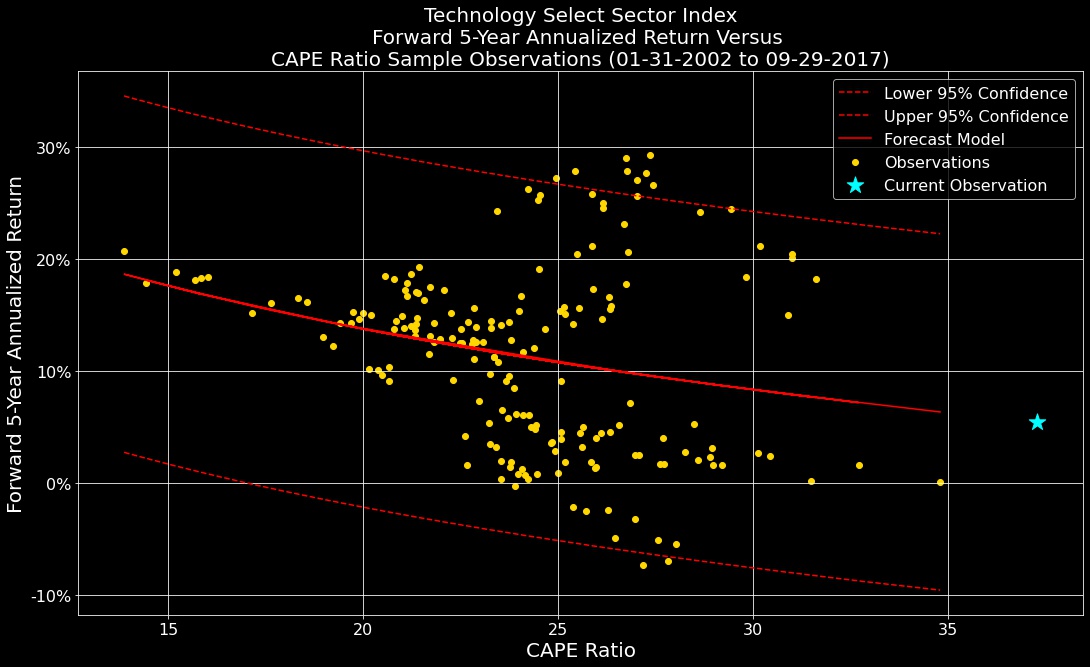 Technology Select Sector Index
Forward 5-Year Annualized Return Versus
CAPE Ratio Sample Observations (01-31-2002 to 09-29-2017)
Lower 95% Confidence
Upper 95% Confidence
Forecast Model
Observations
Current Observation
Forward 5-Year Annualized Return
30%
20%
10%
0%
-10%
15 20 25 30 35
CAPE Ratio